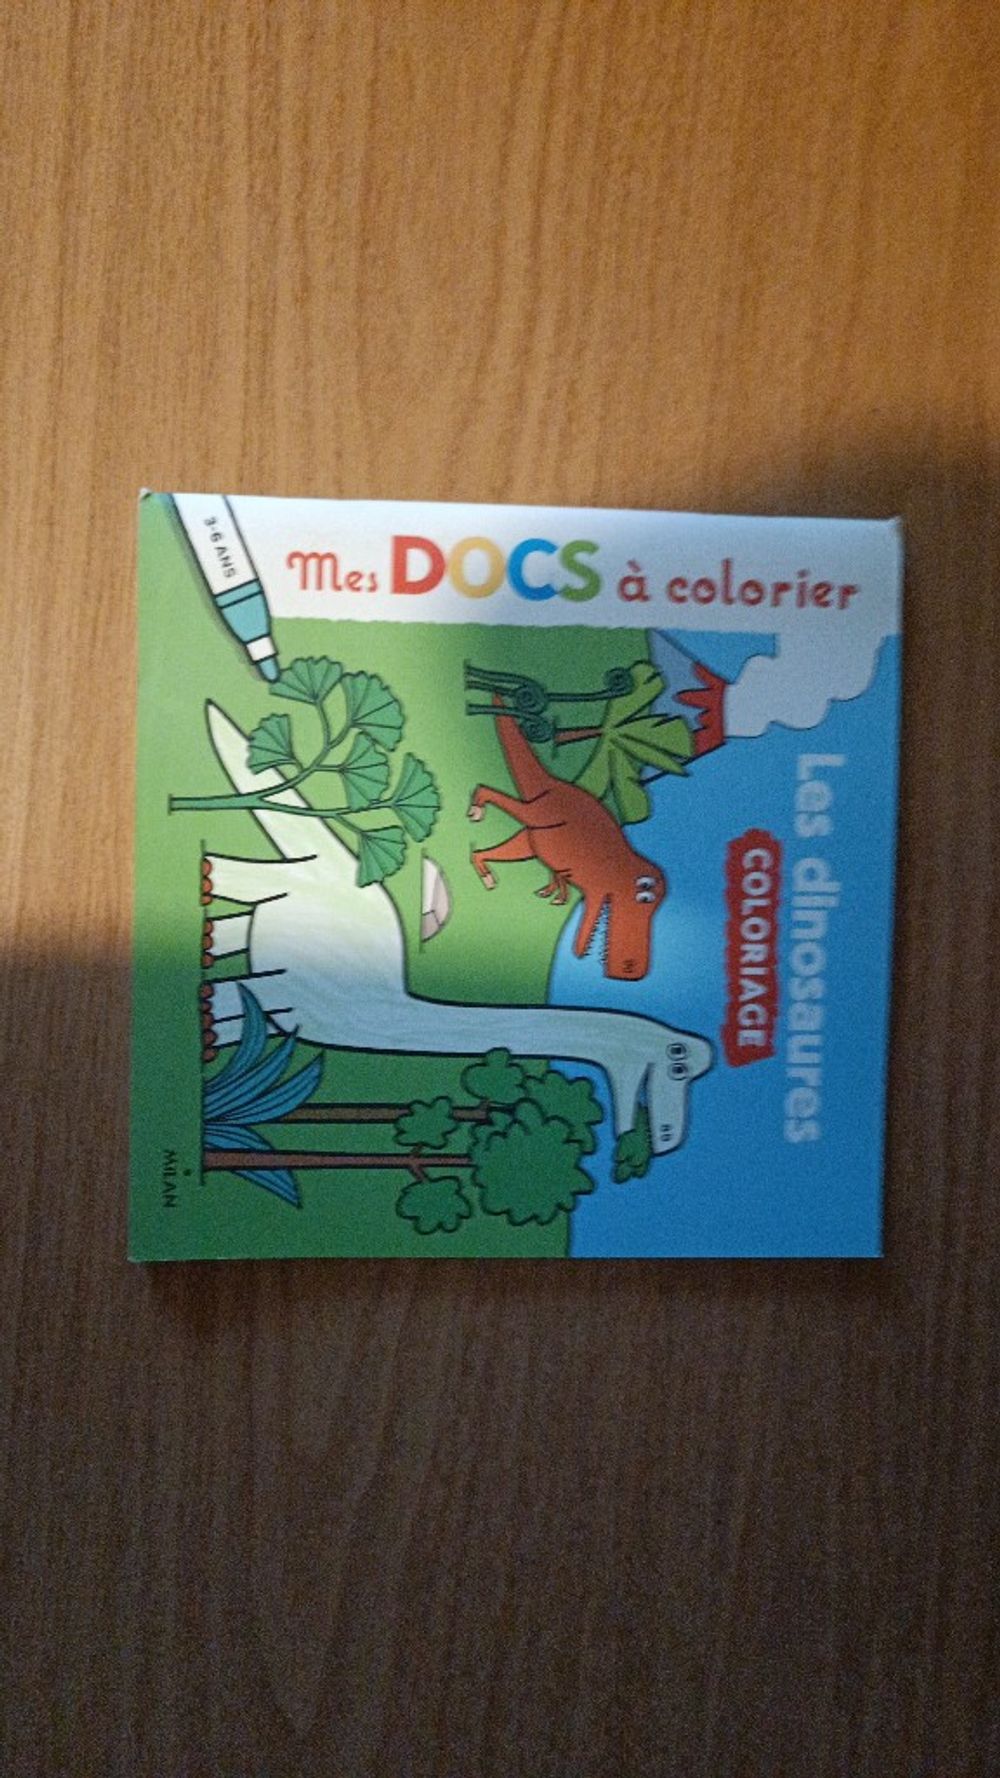 Les dinosaures
COLORIAGE
Mes DOCS à colorier
3-6 ANS
MiLAN